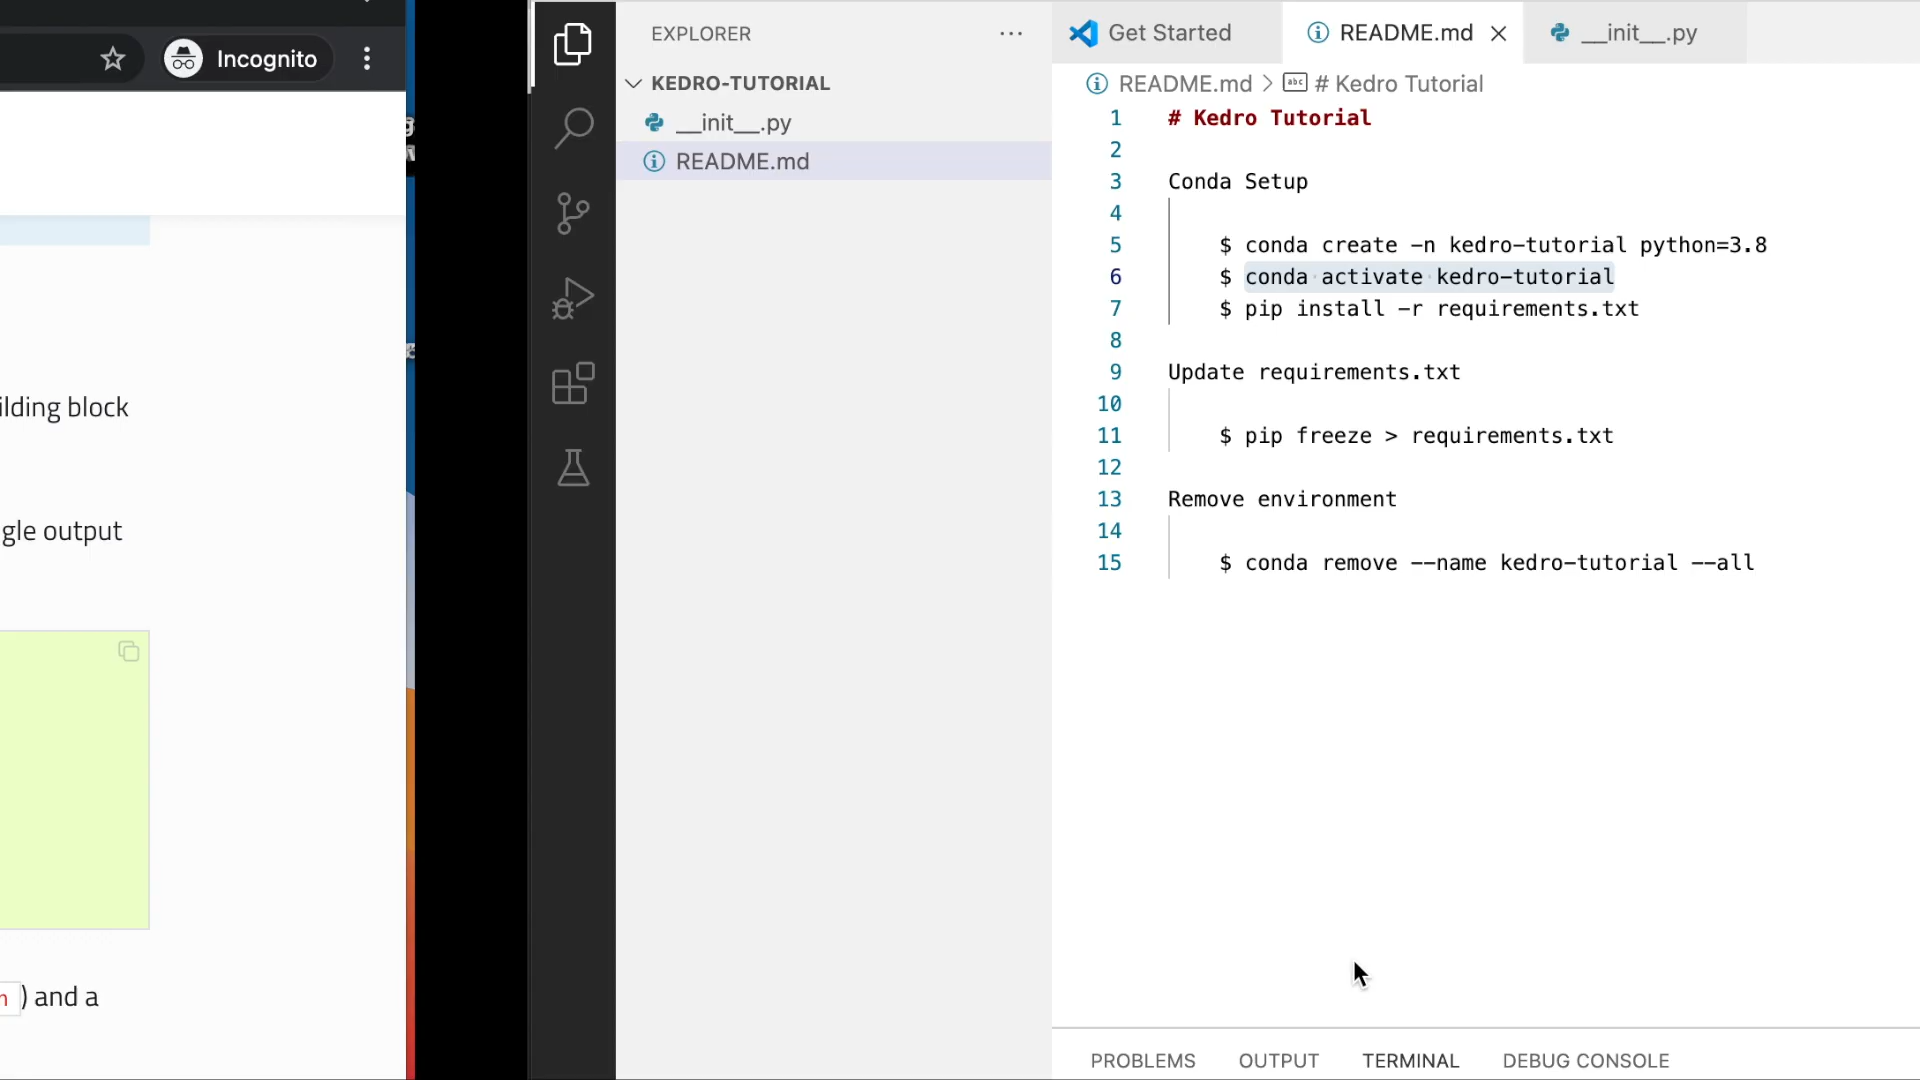 Incognito
ilding block
gle output
n ) and a
EXPLORER
KEDRO-TUTORIAL
__init__.py
README.md
Get Started
README.md
__init__.py
README.md > # Kedro Tutorial
1 # Kedro Tutorial
2
3 Conda Setup
4
5 $ conda create -n kedro-tutorial python=3.8
6 $ conda activate kedro-tutorial
7 $ pip install -r requirements.txt
8
9 Update requirements.txt
10
11 $ pip freeze > requirements.txt
12
13 Remove environment
14
15 $ conda remove --name kedro-tutorial --all
PROBLEMS OUTPUT TERMINAL DEBUG CONSOLE